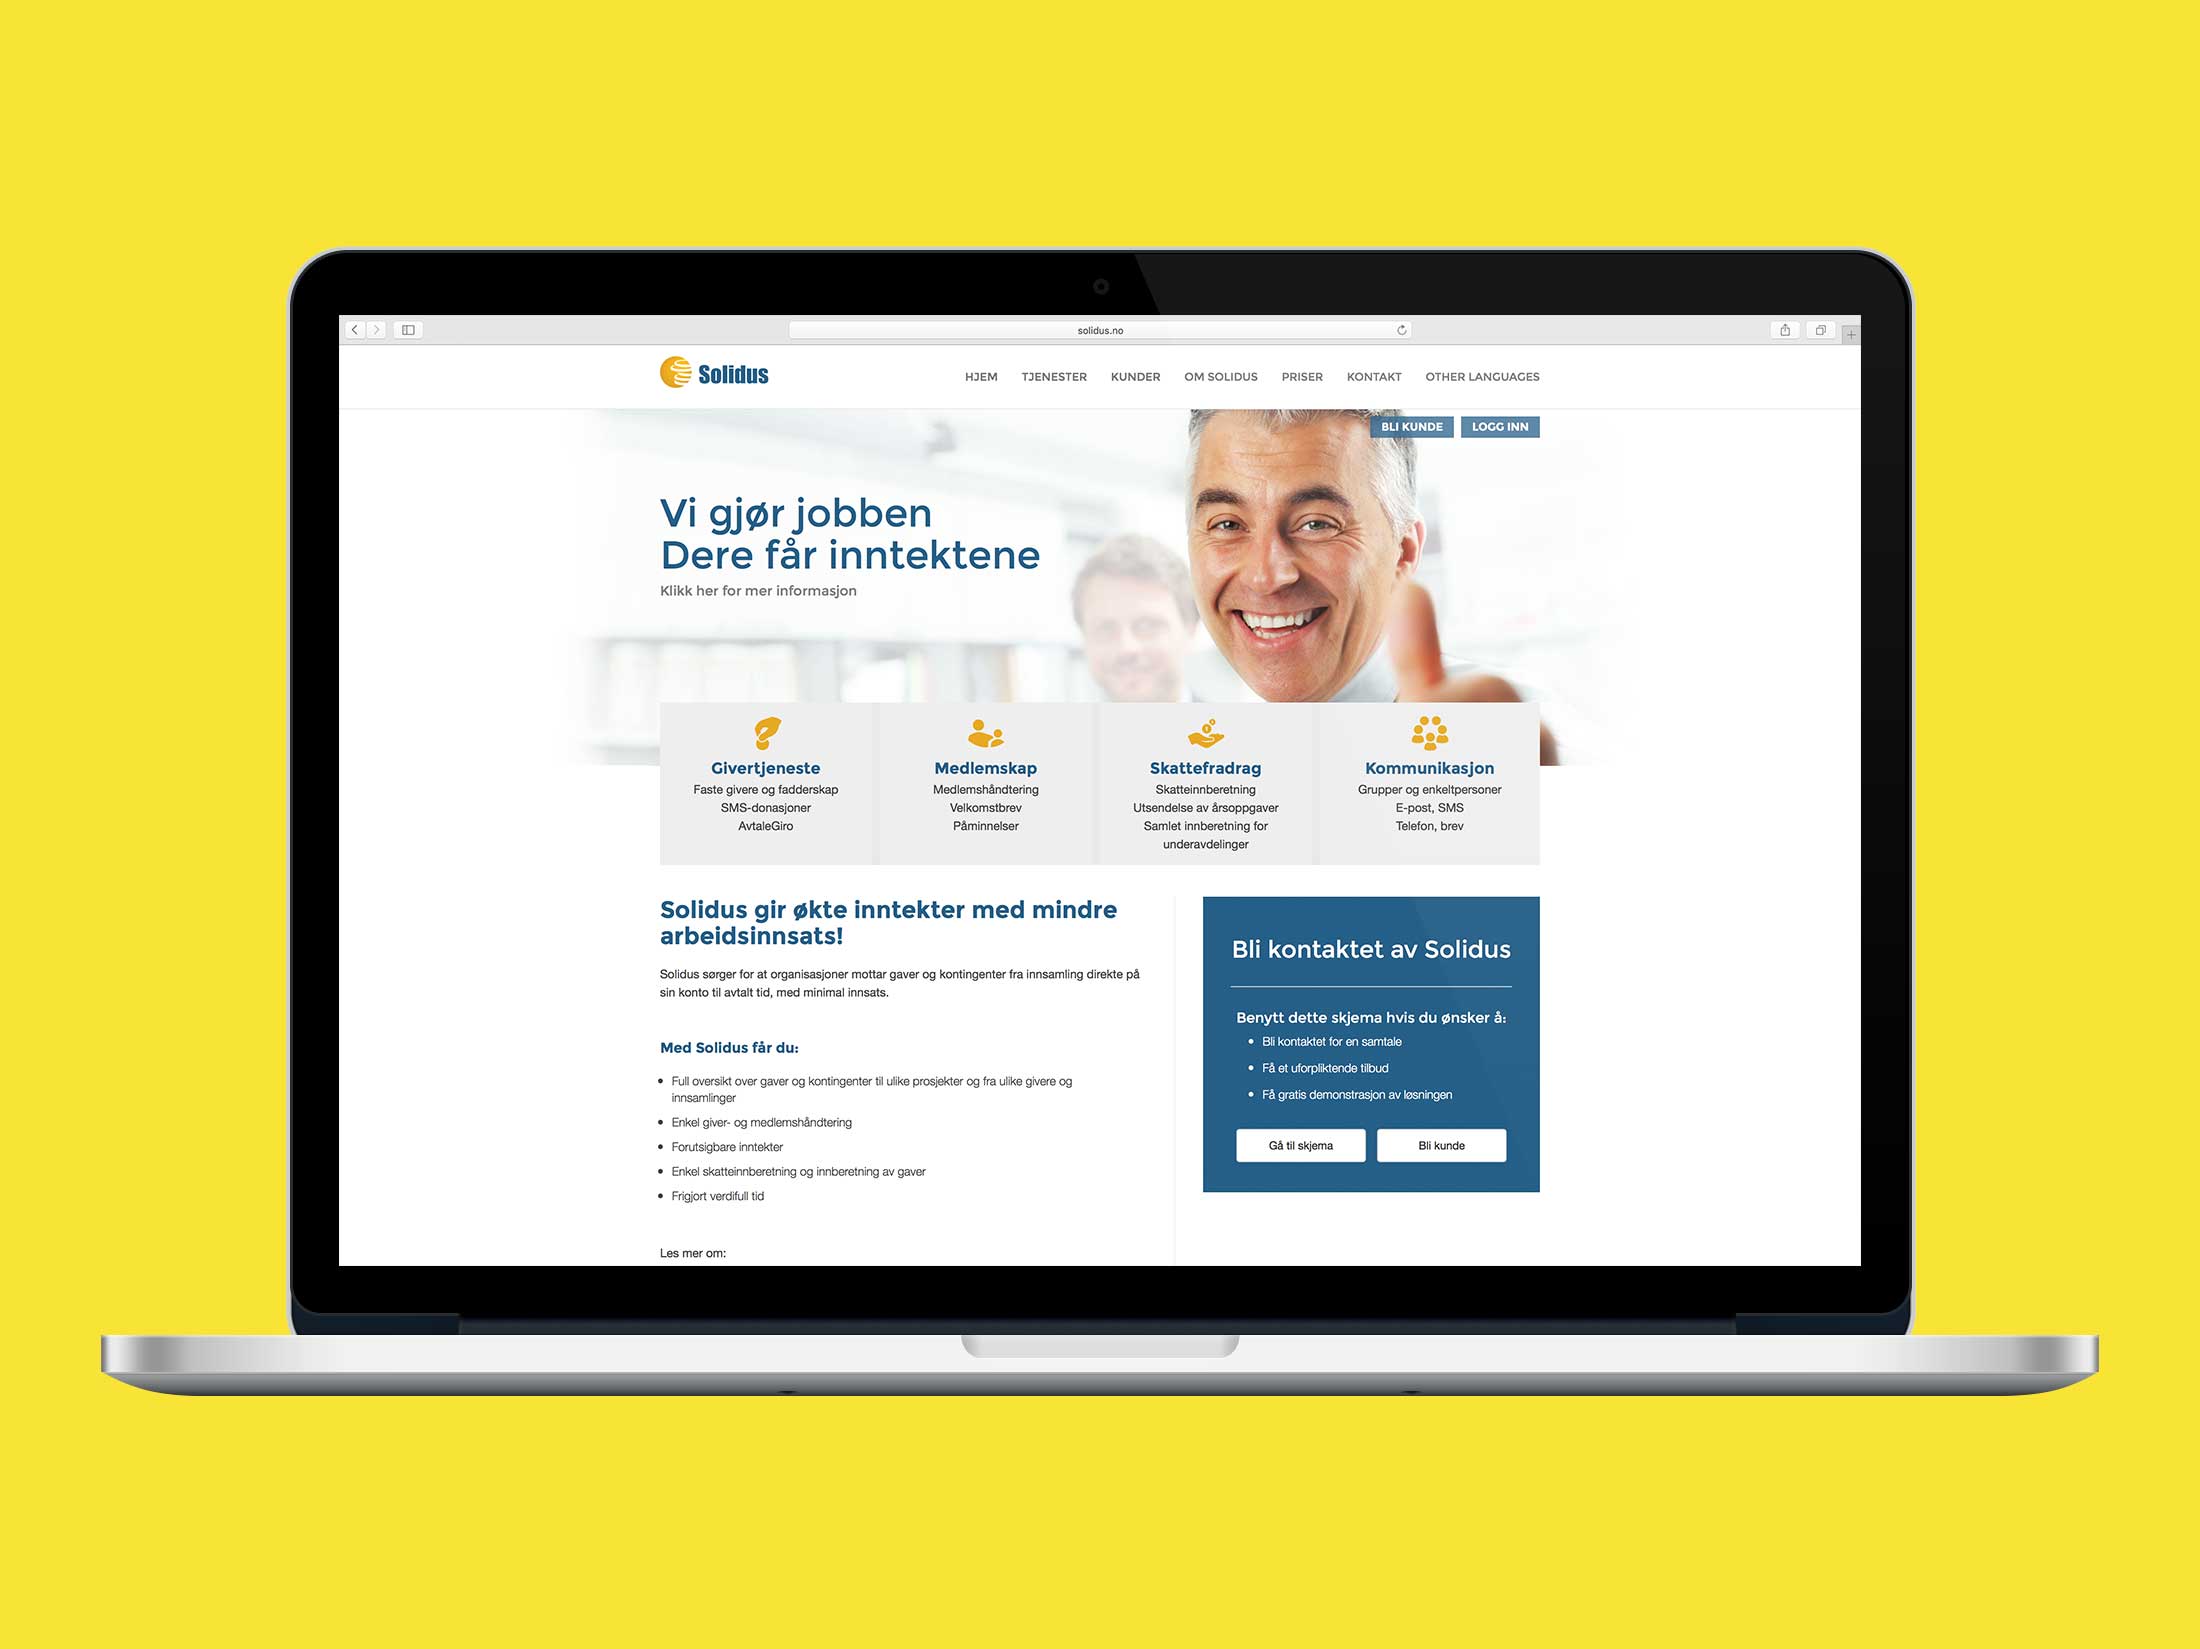 solidus.no
Solidus
HJEM TJENESTER KUNDER OM SOLIDUS PRISER KONTAKT OTHER LANGUAGES
BLI KUNDE LOGG INN
Vi gjør jobben
Dere får inntektene
Klikk her for mer informasjon
Givertjeneste
Faste givere og fadderskap
SMS-donasjoner
AvtaleGiro
Medlemskap
Medlemshåndtering
Velkomstbrev
Påminnelser
Skattefradrag
Skatteinnberetning
Utsendelse av årsoppgaver
Samlet innberetning for
underavdelinger
Kommunikasjon
Grupper og enkeltpersoner
E-post, SMS
Telefon, brev
Solidus gir økte inntekter med mindre
arbeidsinnsats!
Solidus sørger for at organisasjoner mottar gaver og kontingenter fra innsamling direkte på
sin konto til avtalt tid, med minimal innsats.
Med Solidus får du:
• Full oversikt over gaver og kontingenter til ulike prosjekter og fra ulike givere og
innsamlinger
• Enkel giver- og medlemshåndtering
• Forutsigbare inntekter
• Enkel skatteinnberetning og innberetning av gaver
• Frigjort verdifull tid
Les mer om:
Bli kontaktet av Solidus
Benytt dette skjema hvis du ønsker å:
• Bli kontaktet for en samtale
• Få et uforpliktende tilbud
• Få gratis demonstrasjon av løsningen
Gå til skjema Bli kunde